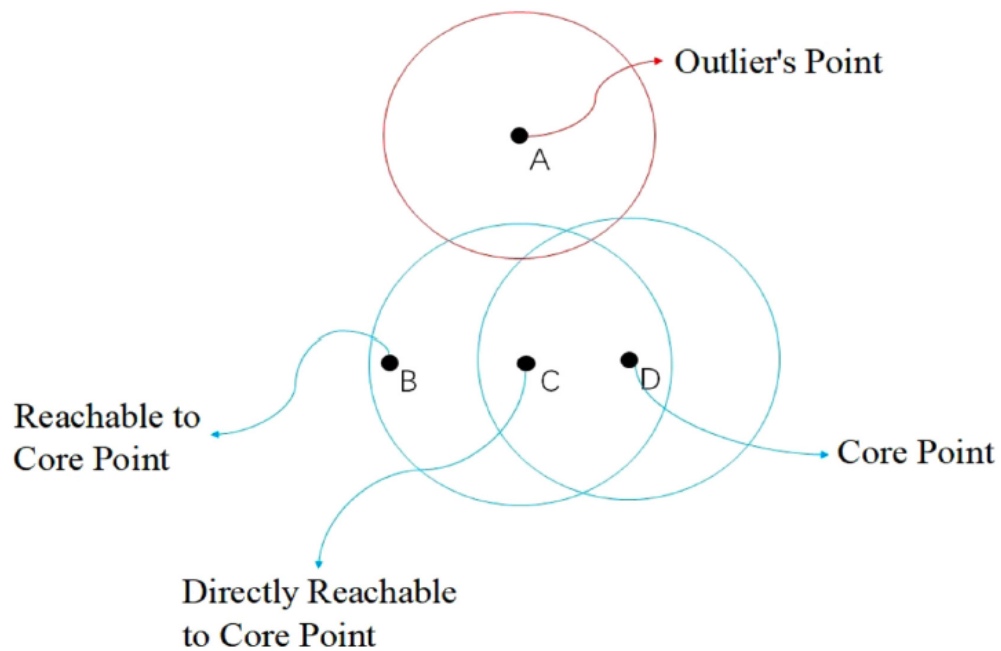 Outlier's Point
A
B
C
D
Reachable to
Core Point
Core Point
Directly Reachable
to Core Point